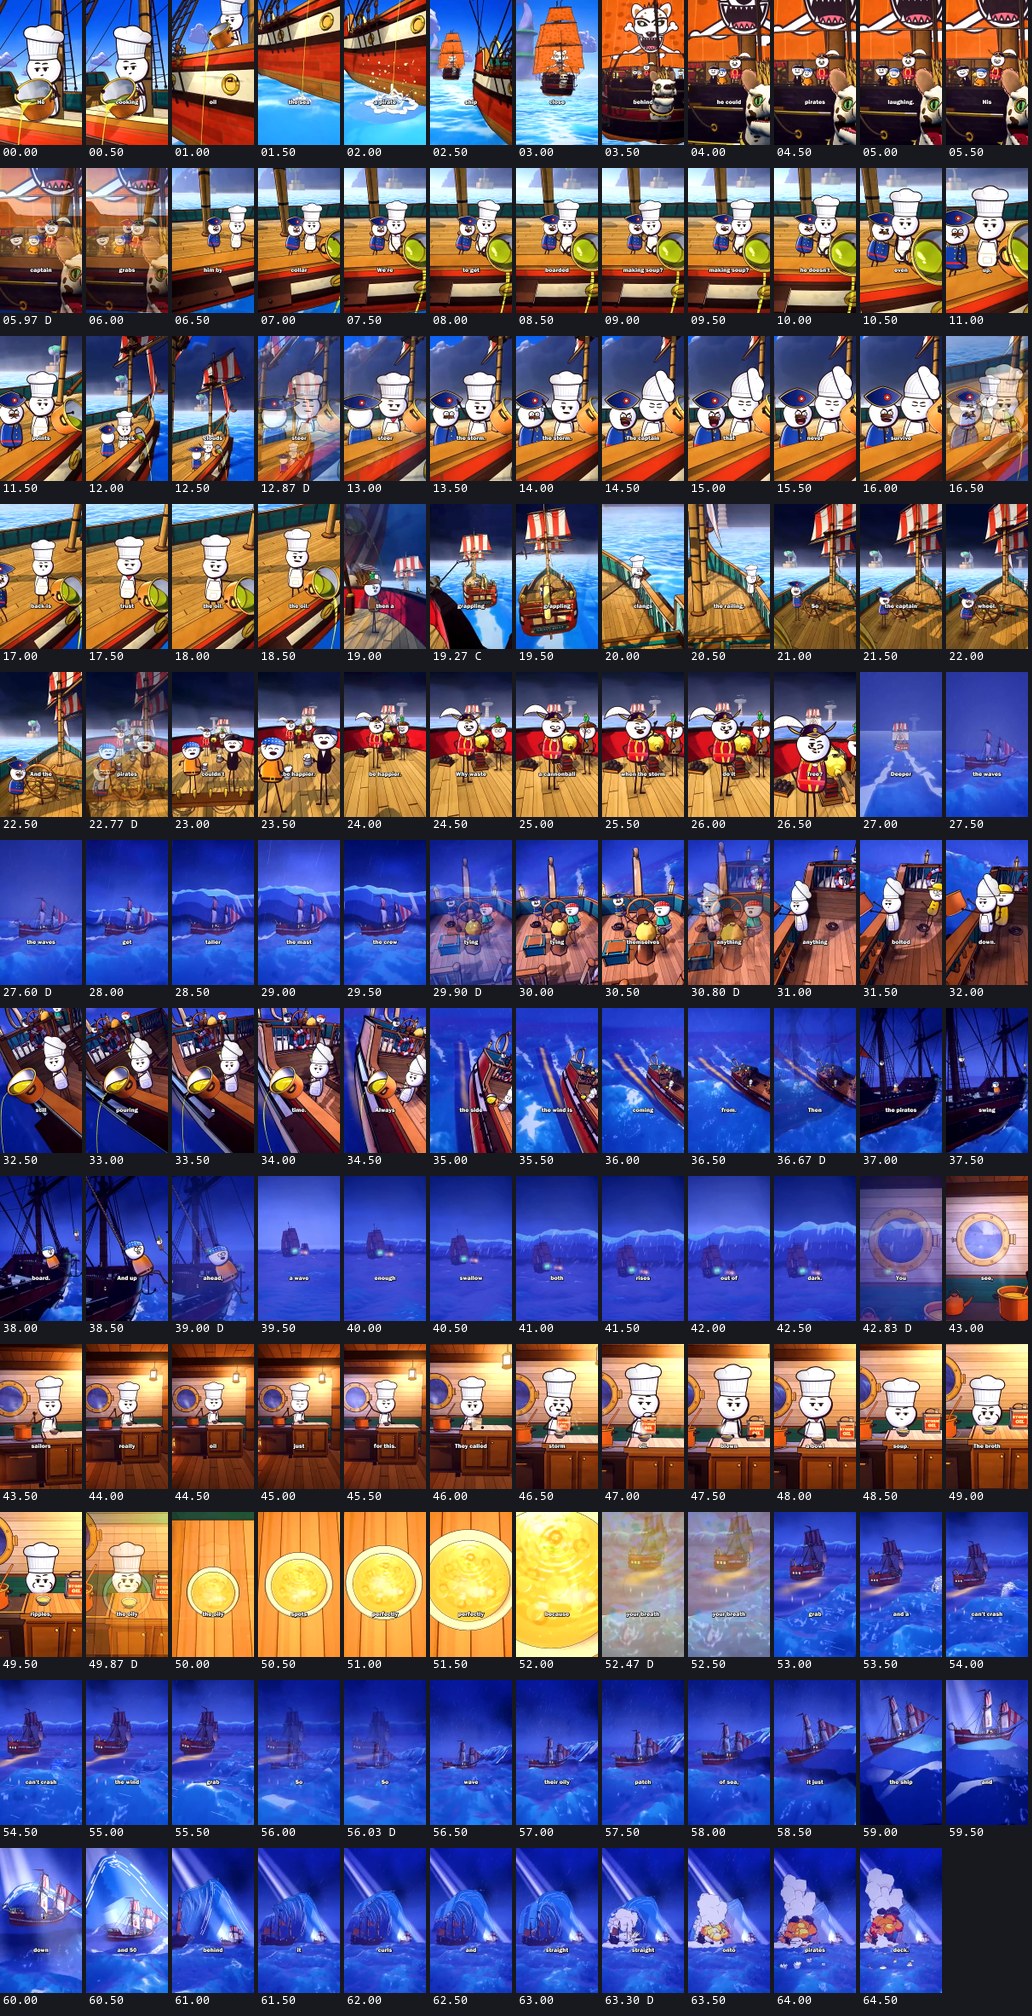 He cooking oil the sea. a pirate ship close behind he could pirates laughing. His
00.00 00.50 01.00 01.50 02.00 02.50 03.00 03.50 04.00 04.50 05.00 05.50
captain grabs him by collar We're to get boarded making soup? making soup? he doesn't even up.
05.97 D 06.00 06.50 07.00 07.50 08.00 08.50 09.00 09.50 10.00 10.50 11.00
points black clouds steer steer the storm. the storm. The captain that never survive all
11.50 12.00 12.50 12.87 D 13.00 13.50 14.00 14.50 15.00 15.50 16.00 16.50
back is trust the oil. the oil. then a grappling grappling clangs the railing. So the captain wheel.
17.00 17.50 18.00 18.50 19.00 19.27 C 19.50 20.00 20.50 21.00 21.50 22.00
And the pirates couldn't be happier. be happier. Why waste a cannonball when the storm do it free? Deeper the waves
22.50 22.77 D 23.00 23.50 24.00 24.50 25.00 25.50 26.00 26.50 27.00 27.50
the waves get taller the mast the crew tying tying themselves anything anything bolted down.
27.60 D 28.00 28.50 29.00 29.50 29.90 D 30.00 30.50 30.80 D 31.00 31.50 32.00
still pouring a time. Always the side the wind is coming from. Then the pirates swing
32.50 33.00 33.50 34.00 34.50 35.00 35.50 36.00 36.50 36.67 D 37.00 37.50
board. And up ahead. a wave enough swallow both rises out of dark. You see.
38.00 38.50 39.00 D 39.50 40.00 40.50 41.00 41.50 42.00 42.50 42.83 D 43.00
sailors really oil just for this. They called storm oil. blows a bowl soup. The broth
STORM OIL
43.50 44.00 44.50 45.00 45.50 46.00 46.50 47.00 47.50 48.00 48.50 49.00
ripples. the oily the oily spots perfectly perfectly because your breath your breath grab and a can't crash
49.50 49.87 D 50.00 50.50 51.00 51.50 52.00 52.47 D 52.50 53.00 53.50 54.00
can't crash the wind grab So So wave their oily patch of sea. it just the ship and
54.50 55.00 55.50 56.00 56.03 D 56.50 57.00 57.50 58.00 58.50 59.00 59.50
down and so behind it curls and straight straight onto pirates deck.
60.00 60.50 61.00 61.50 62.00 62.50 63.00 63.30 D 63.50 64.00 64.50